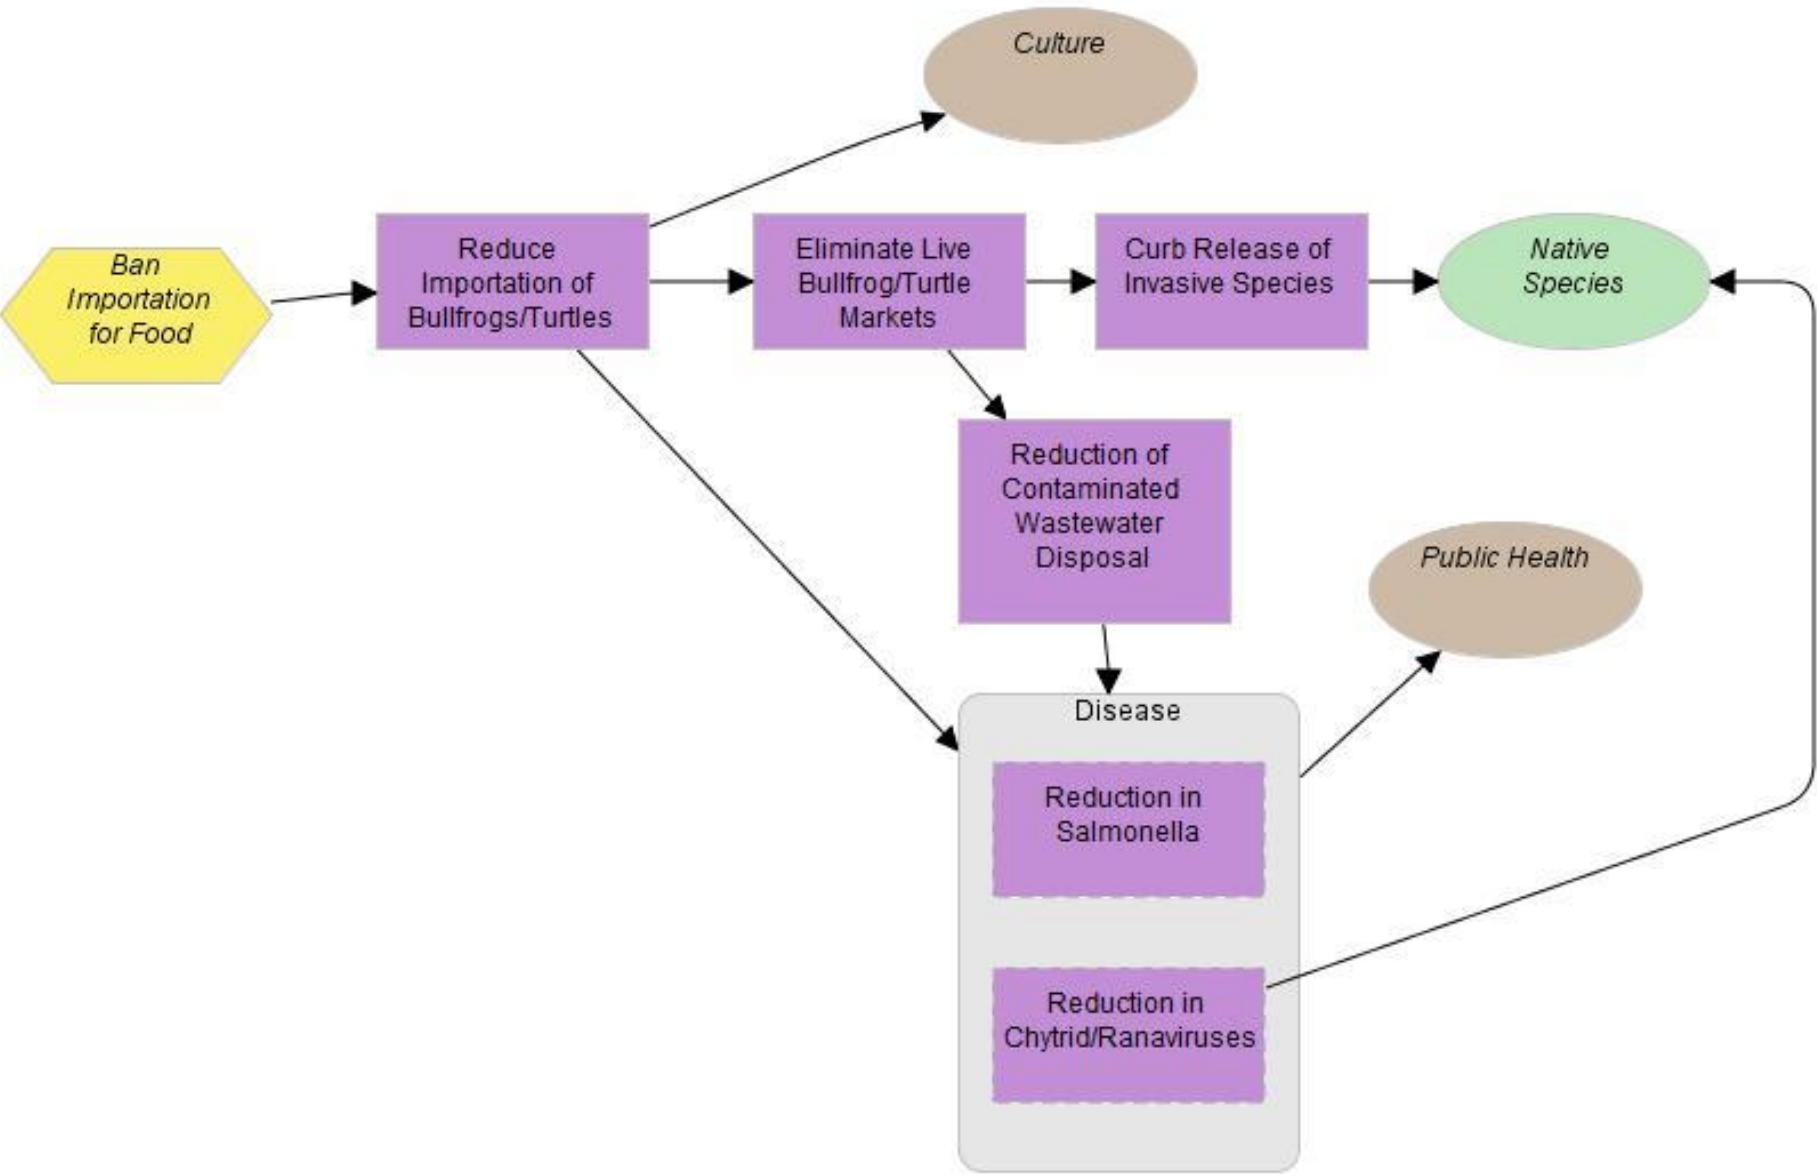 Culture
Ban
Importation
for Food
Reduce
Importation of
Bullfrogs/Turtles
Eliminate Live
Bullfrog/Turtle
Markets
Curb Release of
Invasive Species
Native
Species
Reduction of
Contaminated
Wastewater
Disposal
Public Health
Disease
Reduction in
Salmonella
Reduction in
Chytrid/Ranaviruses